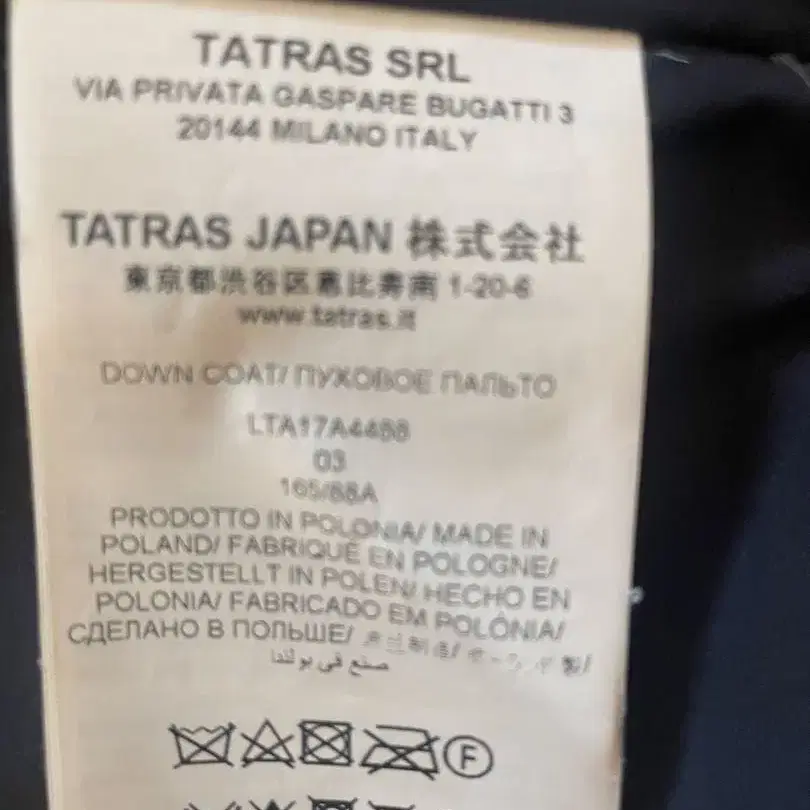 TATRAS SRL
VIA PRIVATA GASPARE BUGATTI 3
20144 MILANO ITALY
TATRAS JAPAN 株式会社
東京都渋谷区恵比寿南 1-20-6
www.tatras.it
DOWN COAT/ ПУХОВОЕ ПАЛЬТО
LTA17A4488
03
165/88A
PRODOTTO IN POLONIA/ MADE IN
POLAND/ FABRIQUÉ EN POLOGNE/
HERGESTELLT IN POLEN/ HECHO EN
POLONIA/ FABRICADO EM POLÓNIA/
СДЕЛАНО В ПОЛЬШЕ/
صنع في بولندا
F